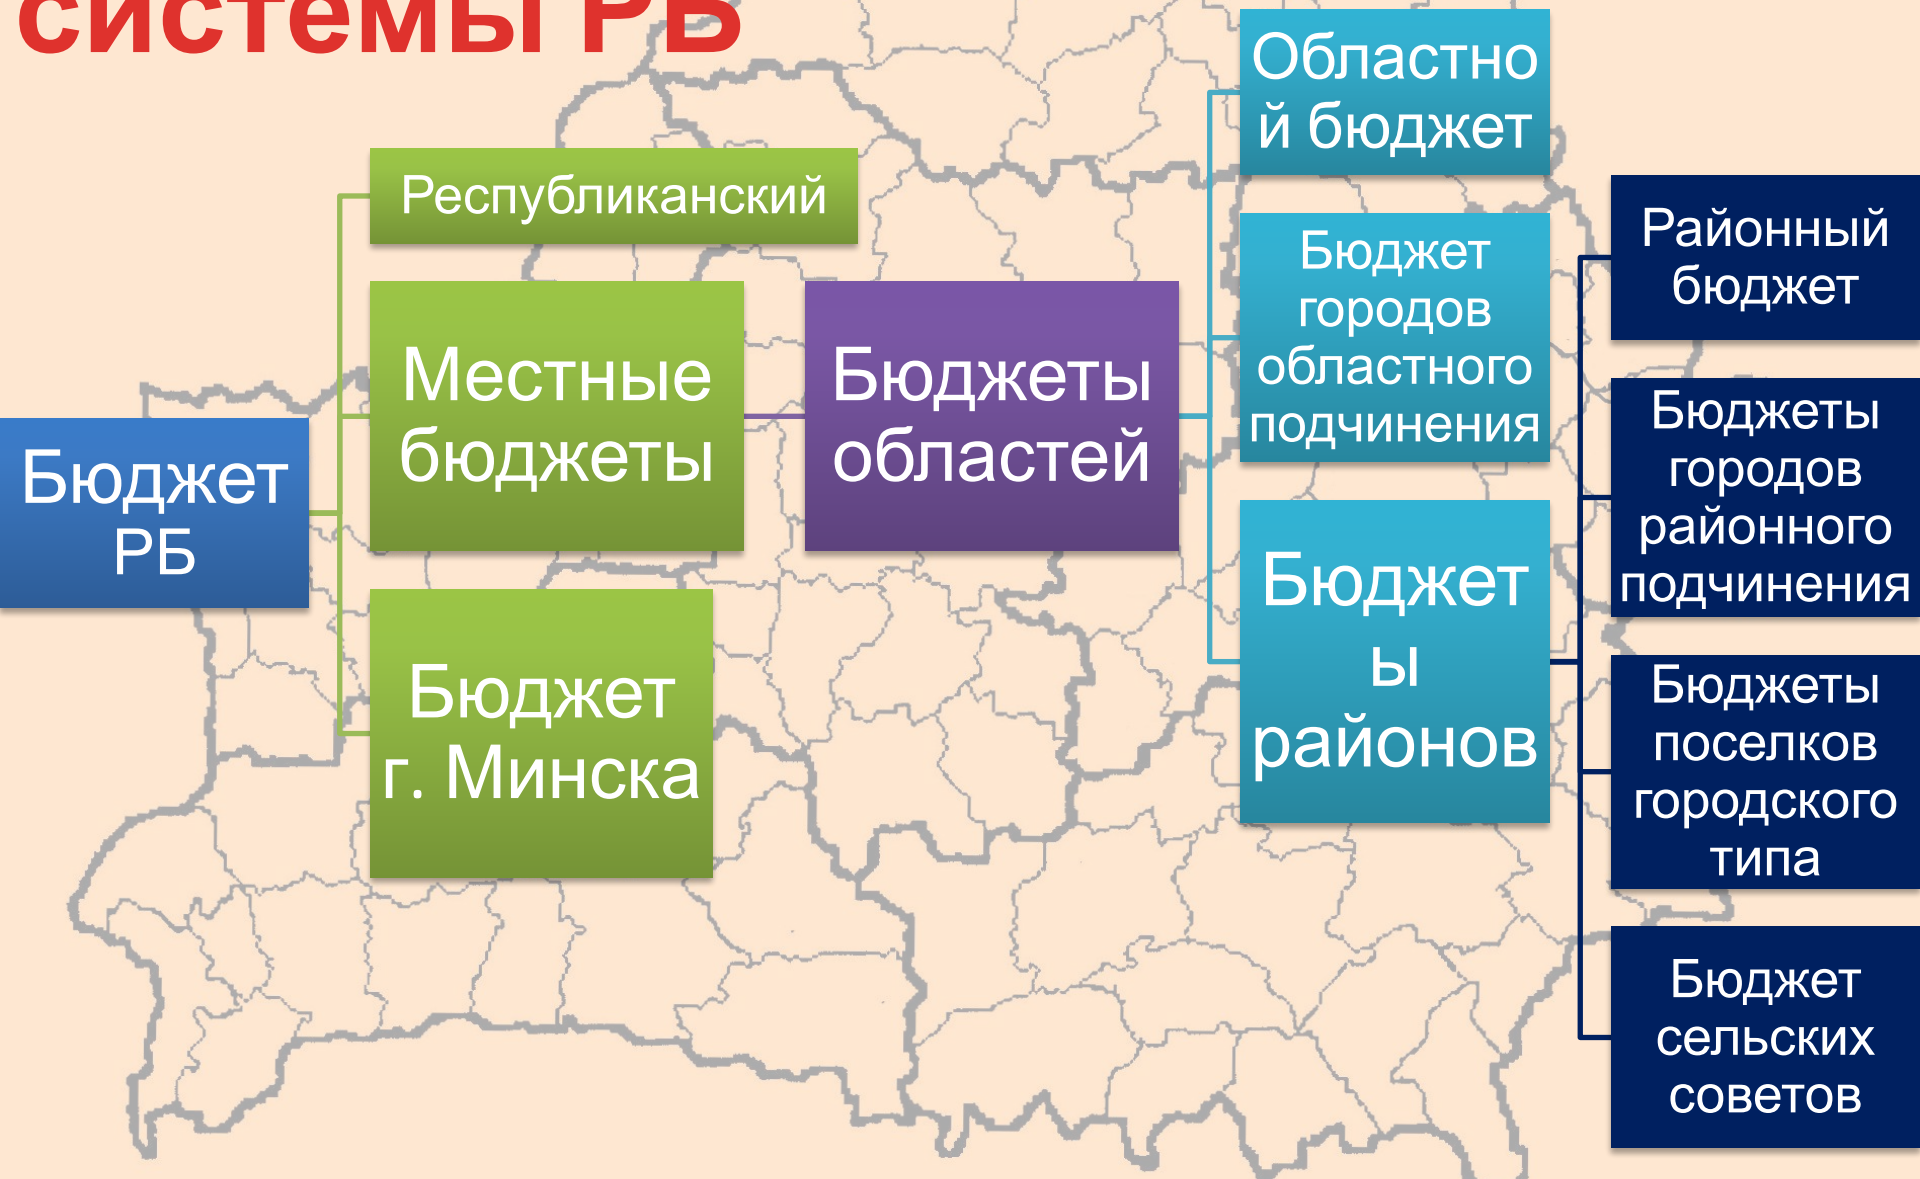 системы РБ
Бюджет
РБ
Республиканский
Местные
бюджеты
Бюджет
г. Минска
Бюджеты
областей
Областно
й бюджет
Бюджет
городов
областного
подчинения
Бюджет
ы
районов
Районный
бюджет
Бюджеты
городов
районного
подчинения
Бюджеты
поселков
городского
типа
Бюджет
сельских
советов